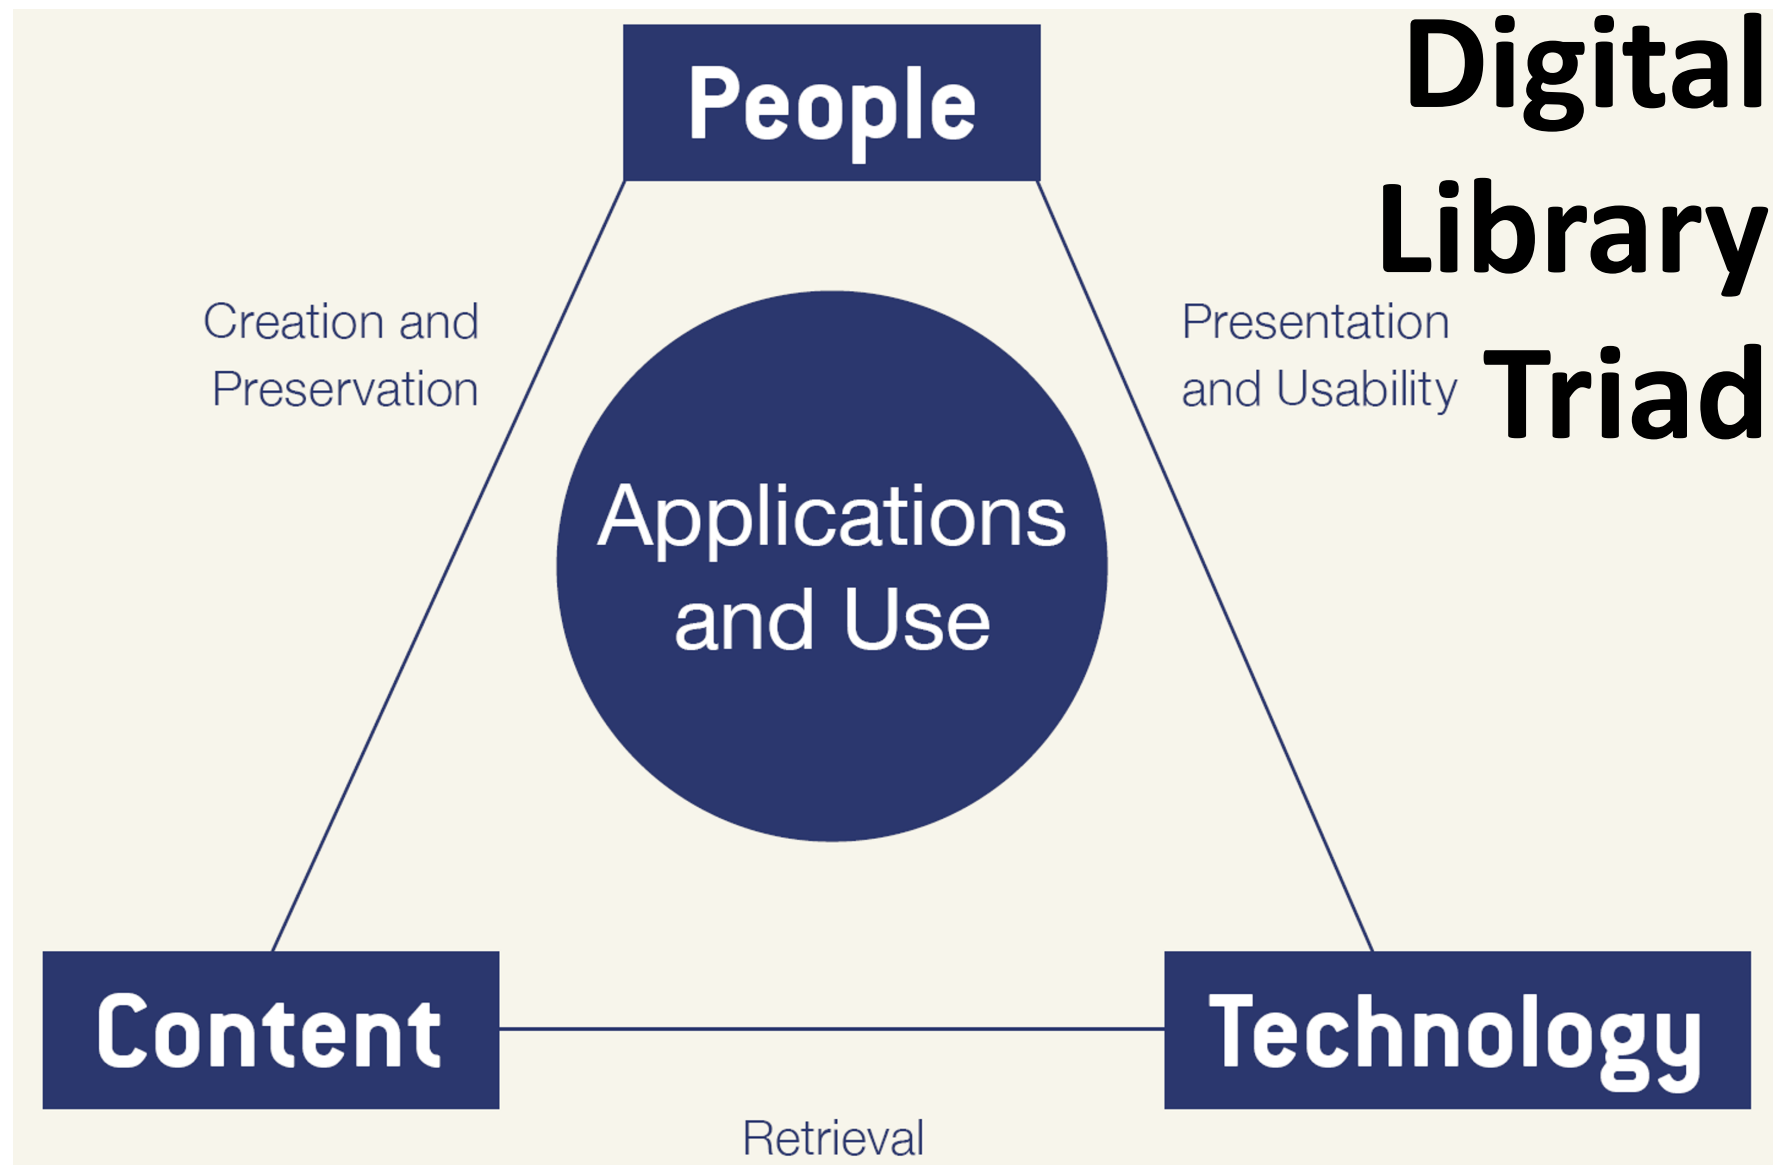 Digital
Library
Triad
People
Creation and
Preservation
Presentation
and Usability
Applications
and Use
Content
Technology
Retrieval